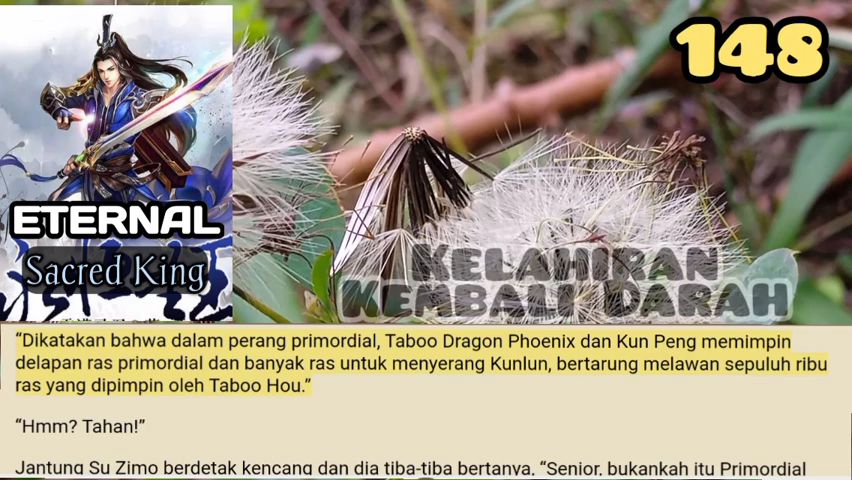 148
ETERNAL
Sacred King
KELAHIRAN
KEMBALI DARAH
“Dikatakan bahwa dalam perang primordial, Taboo Dragon Phoenix dan Kun Peng memimpin
delapan ras primordial dan banyak ras untuk menyerang Kunlun, bertarung melawan sepuluh ribu
ras yang dipimpin oleh Taboo Hou.”
“Hmm? Tahan!”
Jantung Su Zimo berdetak kencang dan dia tiba-tiba bertanya, “Senior, bukankah itu Primordial